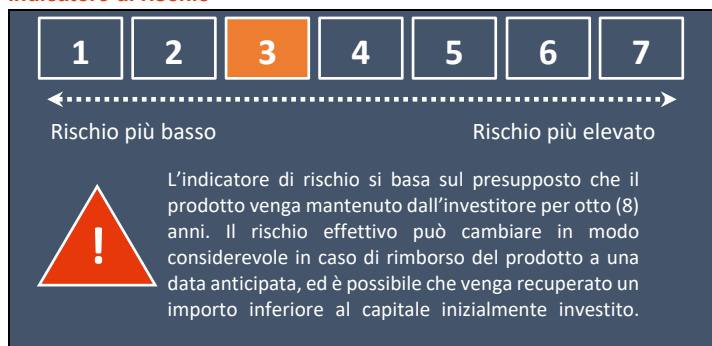 Indicatore di rischio
1 2 3 4 5 6 7
Rischio più basso Rischio più elevato
L'indicatore di rischio si basa sul presupposto che il
prodotto venga mantenuto dall'investitore per otto (8)
anni. Il rischio effettivo può cambiare in modo
considerevole in caso di rimborso del prodotto a una
data anticipata, ed è possibile che venga recuperato un
importo inferiore al capitale inizialmente investito.
!